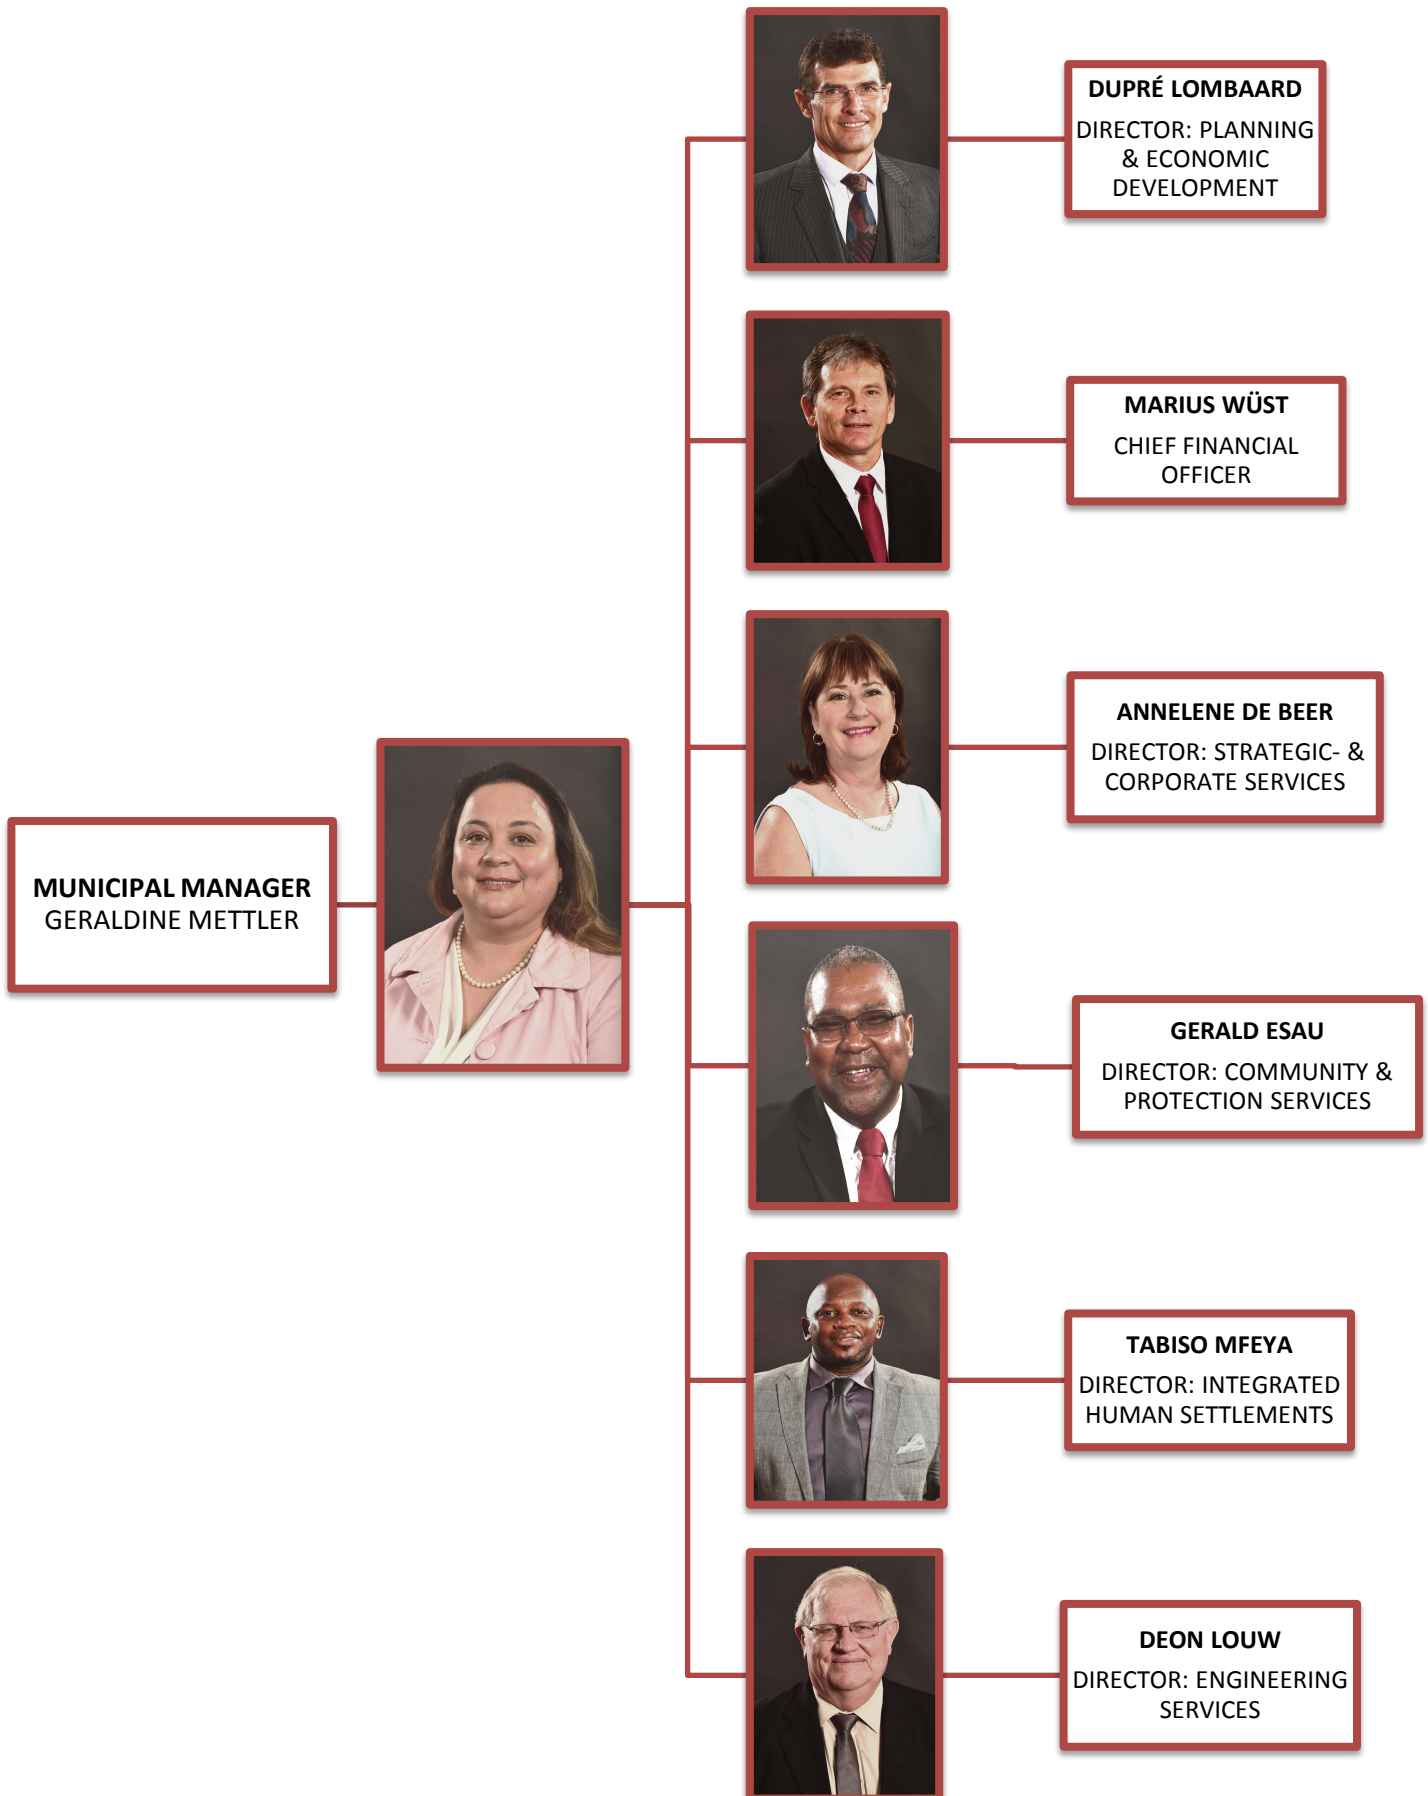 DUPRÉ LOMBAARD
DIRECTOR: PLANNING
& ECONOMIC
DEVELOPMENT
MARIUS WÜST
CHIEF FINANCIAL
OFFICER
ANNELENE DE BEER
DIRECTOR: STRATEGIC- &
CORPORATE SERVICES
MUNICIPAL MANAGER
GERALDINE METTLER
GERALD ESAU
DIRECTOR: COMMUNITY &
PROTECTION SERVICES
TABISO MFEYA
DIRECTOR: INTEGRATED
HUMAN SETTLEMENTS
DEON LOUW
DIRECTOR: ENGINEERING
SERVICES